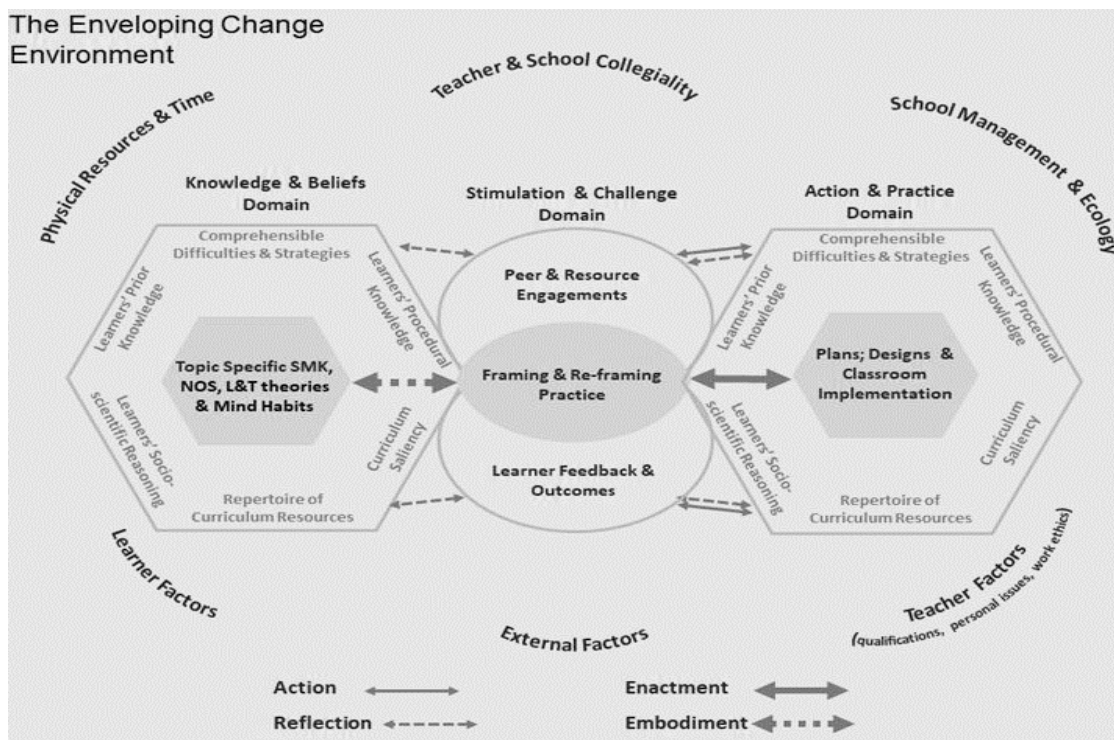 The Enveloping Change
Environment
Physical Resources & Time
Teacher & School Collegiality
School Management & Ecology
Knowledge & Beliefs
Domain
Stimulation & Challenge
Domain
Action & Practice
Domain
Comprehensible
Difficulties & Strategies
Learners' Prior
Knowledge
Learners' Procedural
Knowledge
Topic Specific SMK,
NOS, L&T theories
& Mind Habits
Learners' Socio-
scientific Reasoning
Curriculum
Saliency
Repertoire of
Curriculum Resources
Peer & Resource
Engagements
Framing & Re-framing
Practice
Learner Feedback &
Outcomes
Comprehensible
Difficulties & Strategies
Learners' Prior
Knowledge
Learners' Procedural
Knowledge
Plans; Designs &
Classroom
Implementation
Learners' Socio-
scientific Reasoning
Curriculum
Saliency
Repertoire of
Curriculum Resources
Learner Factors
External Factors
Teacher Factors
(qualifications, personal issues, work ethics)
Action
Enactment
Reflection
Embodiment